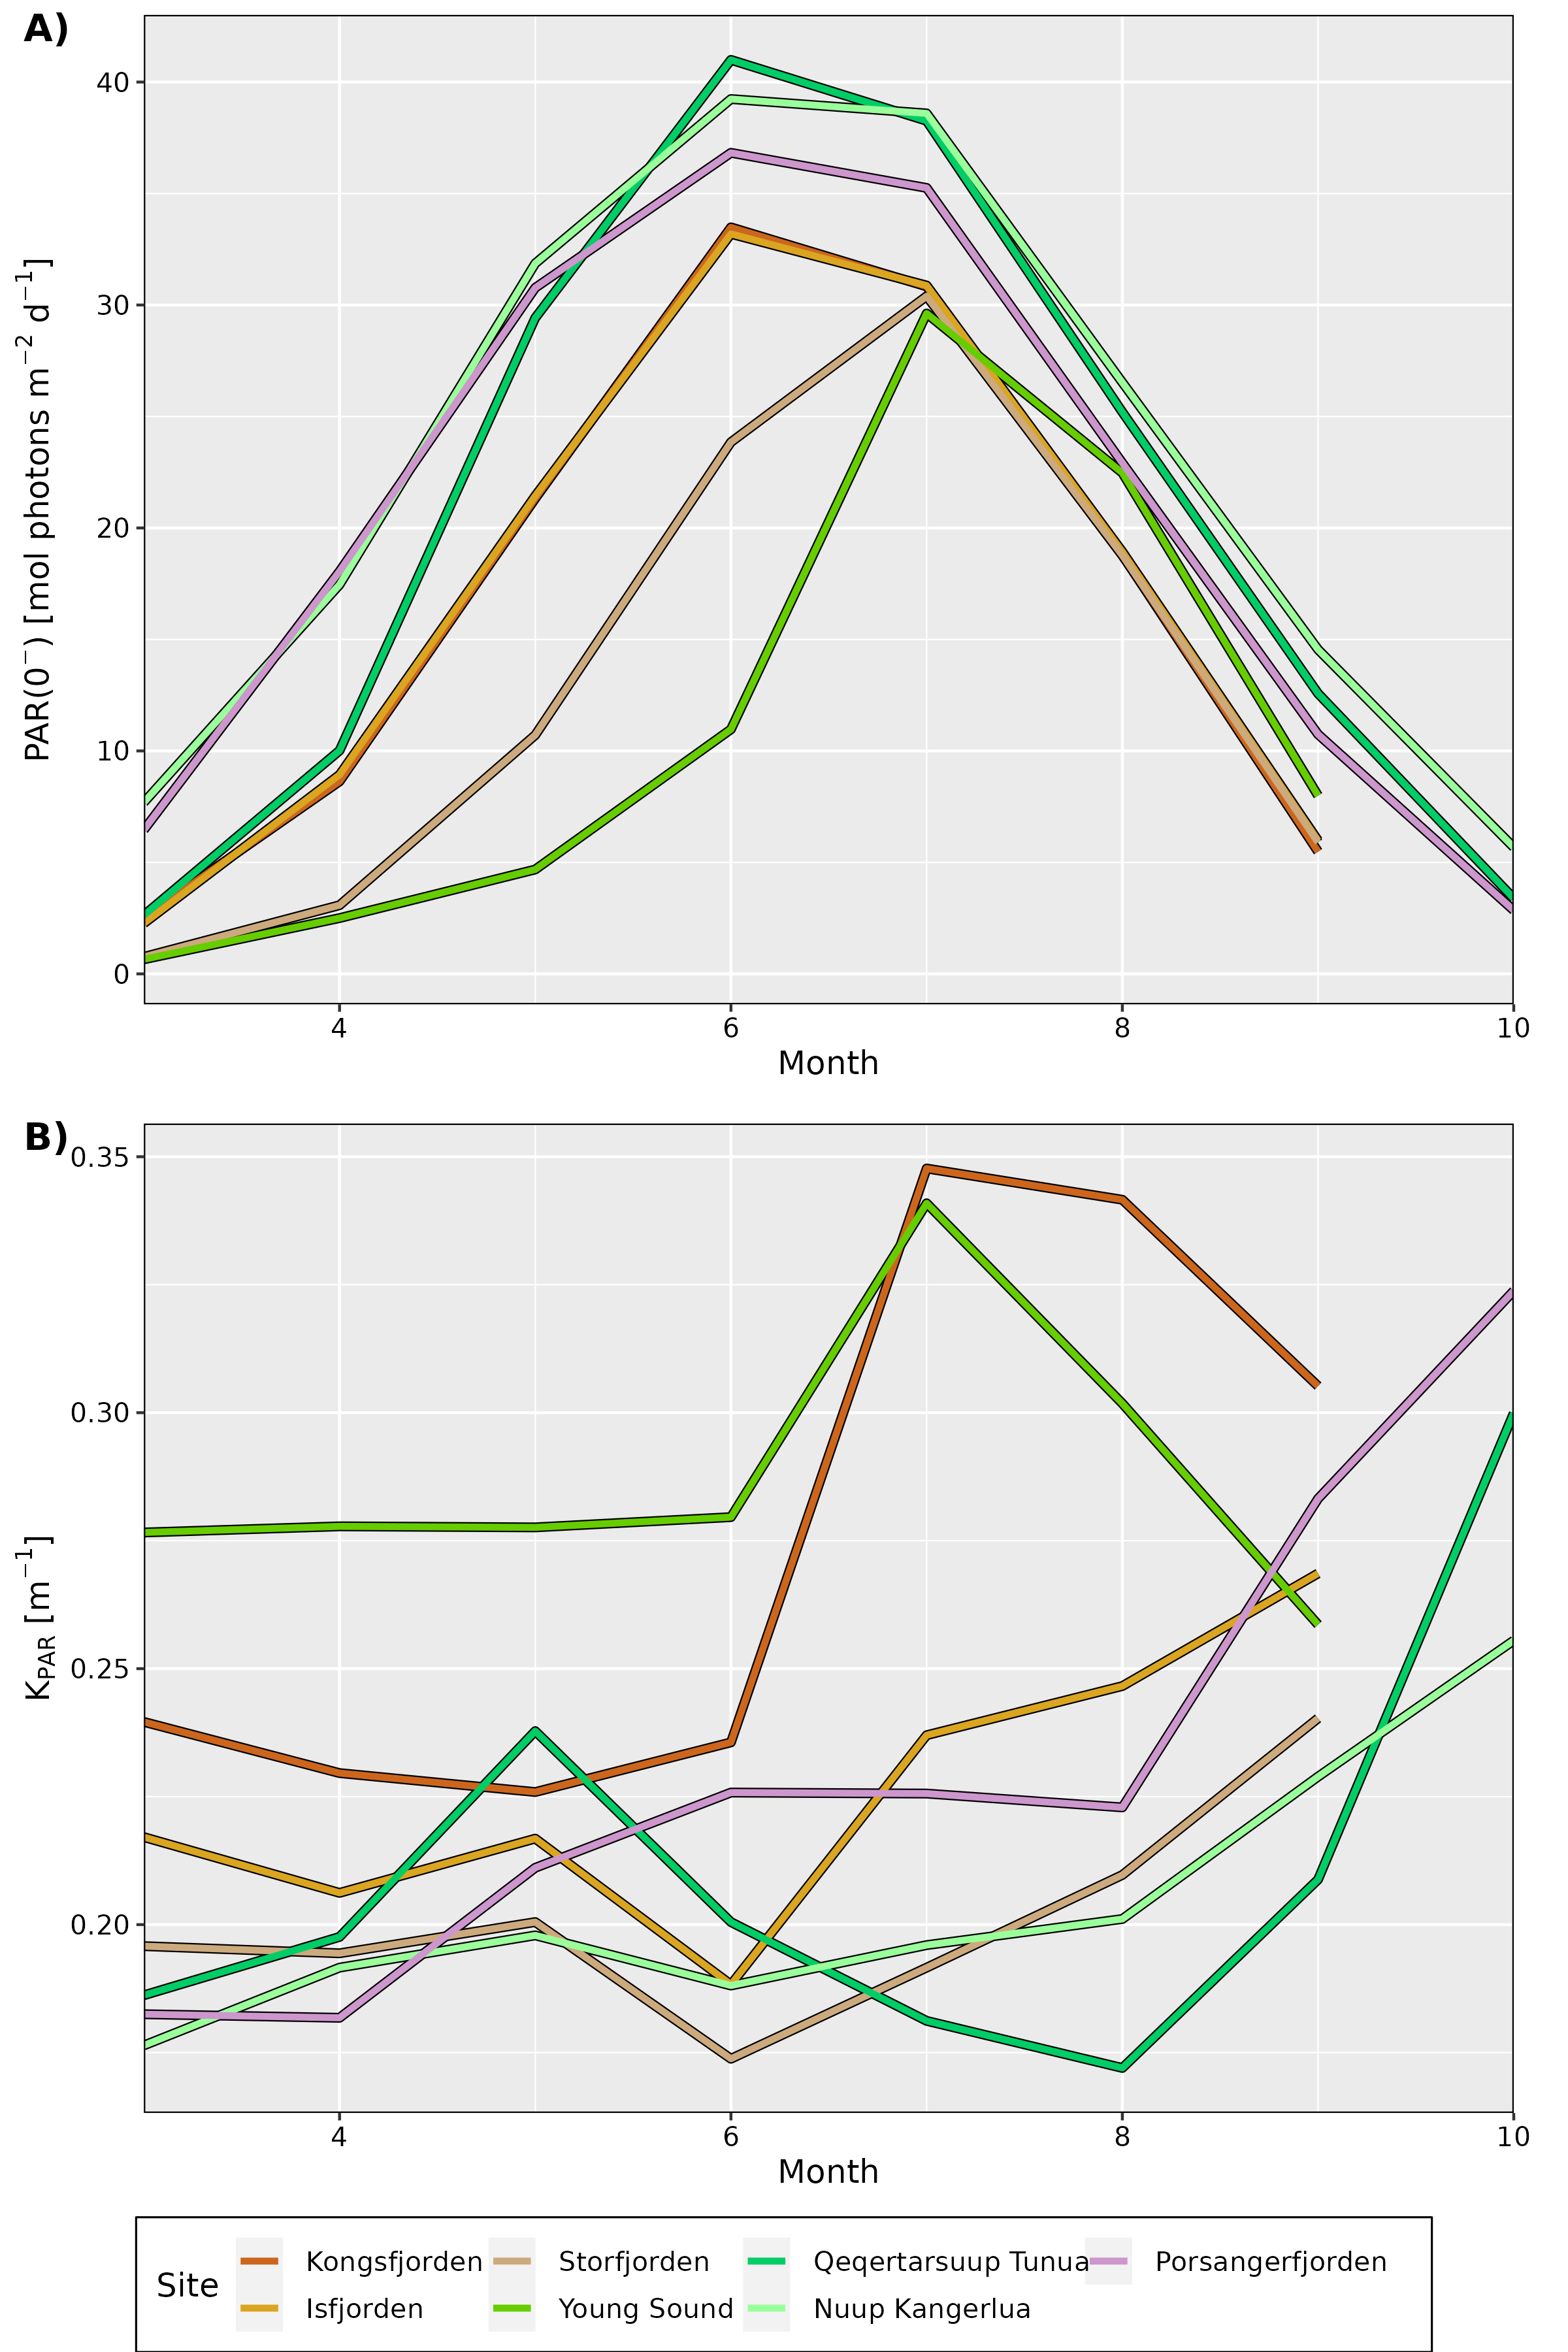 A)
40
30
20
10
0
PAR(0⁻) [mol photons m⁻² d⁻¹]
4 6 8 10
Month
B)
0.35
0.30
0.25
0.20
K_PAR [m⁻¹]
4 6 8 10
Month
Site
Kongsfjorden Storfjorden Qeqertarsuup Tunua Porsangerfjorden
Isfjorden Young Sound Nuup Kangerlua